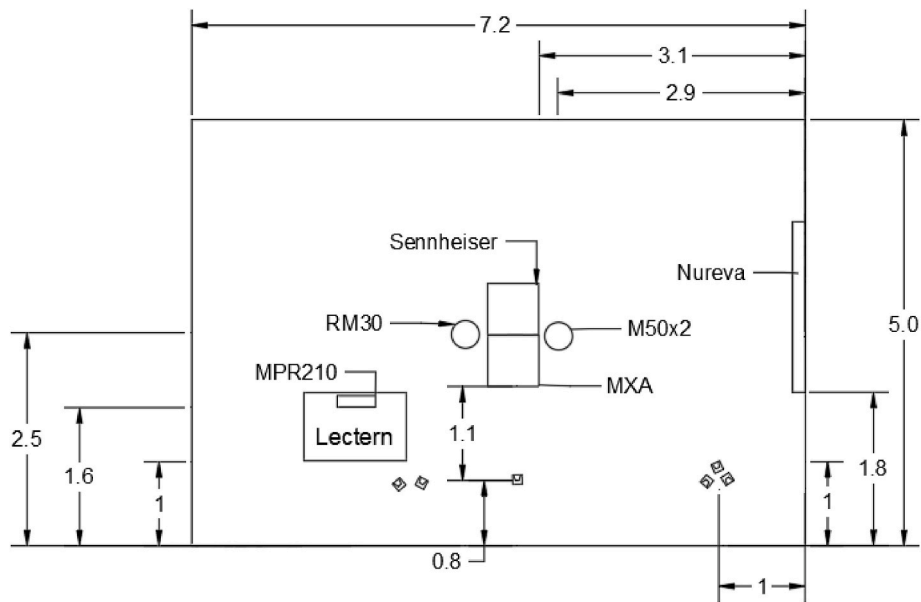 7.2
3.1
2.9
Sennheiser
Nureva
RM30
M50x2
5.0
MPR210
MXA
Lectern
2.5
1.1
1.6
1.8
1
1
0.8
1